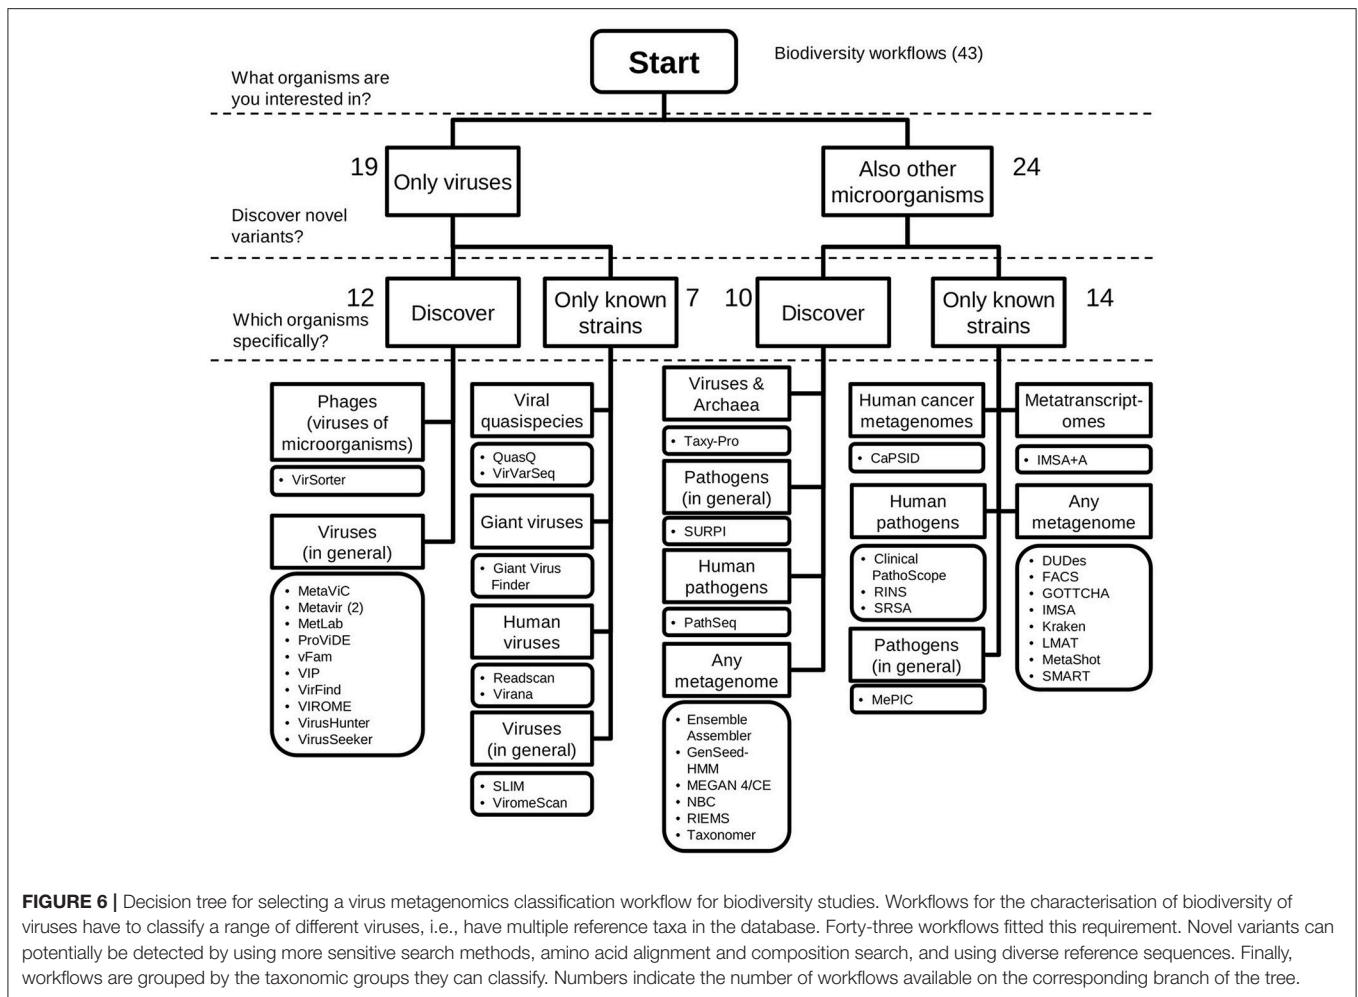 Start
Biodiversity workflows (43)
What organisms are
you interested in?
19
Only viruses
Also other
microorganisms
24
Discover novel
variants?
12
Discover
Only known
strains
7
10
Discover
Only known
strains
14
Which organisms
specifically?
Phages
(viruses of
microorganisms)
• VirSorter
Viruses
(in general)
• MetaViC
• Metavir (2)
• MetLab
• ProViDE
• vFam
• VIP
• VirFind
• VIROME
• VirusHunter
• VirusSeeker
Viral
quasispecies
• QuasQ
• VirVarSeq
Giant viruses
• Giant Virus
Finder
Human
viruses
• Readscan
• Virana
Viruses
(in general)
• SLIM
• ViromeScan
Viruses &
Archaea
• Taxy-Pro
Pathogens
(in general)
• SURPI
Human
pathogens
• PathSeq
Any
metagenome
• Ensemble
Assembler
• GenSeed-
HMM
• MEGAN 4/CE
• NBC
• RIEMS
• Taxonomer
Human cancer
metagenomes
• CaPSID
Human
pathogens
• Clinical
PathoScope
• RINS
• SRSA
Pathogens
(in general)
• MePIC
Metatranscript-
omes
• IMSA+A
Any
metagenome
• DUDes
• FACS
• GOTTCHA
• IMSA
• Kraken
• LMAT
• MetaShot
• SMART
FIGURE 6 | Decision tree for selecting a virus metagenomics classification workflow for biodiversity studies. Workflows for the characterisation of biodiversity of
viruses have to classify a range of different viruses, i.e., have multiple reference taxa in the database. Forty-three workflows fitted this requirement. Novel variants can
potentially be detected by using more sensitive search methods, amino acid alignment and composition search, and using diverse reference sequences. Finally,
workflows are grouped by the taxonomic groups they can classify. Numbers indicate the number of workflows available on the corresponding branch of the tree.